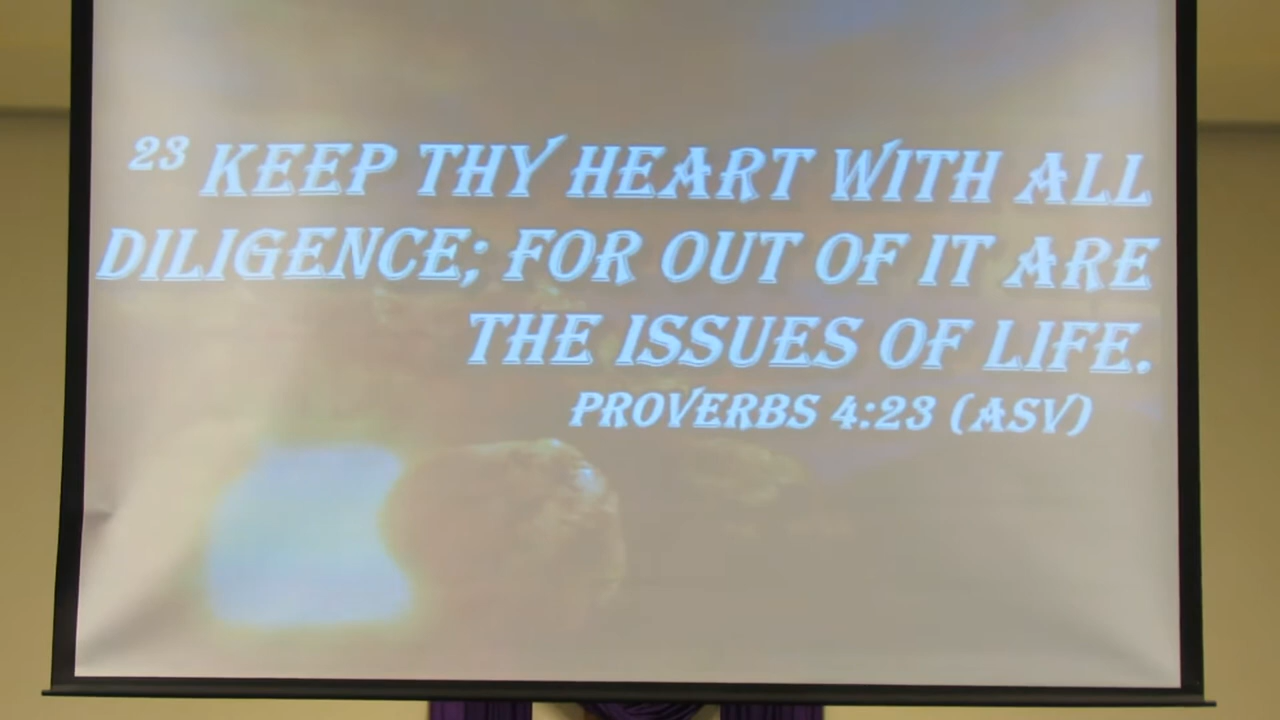 23 KEEP THY HEART WITH ALL
DILIGENCE; FOR OUT OF IT ARE
THE ISSUES OF LIFE.
PROVERBS 4:23 (ASV)